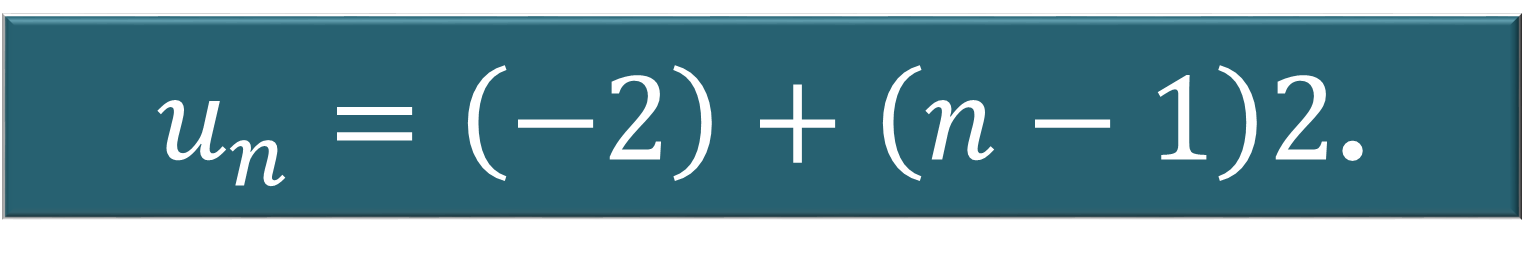 uₙ = (−2) + (n − 1)2.